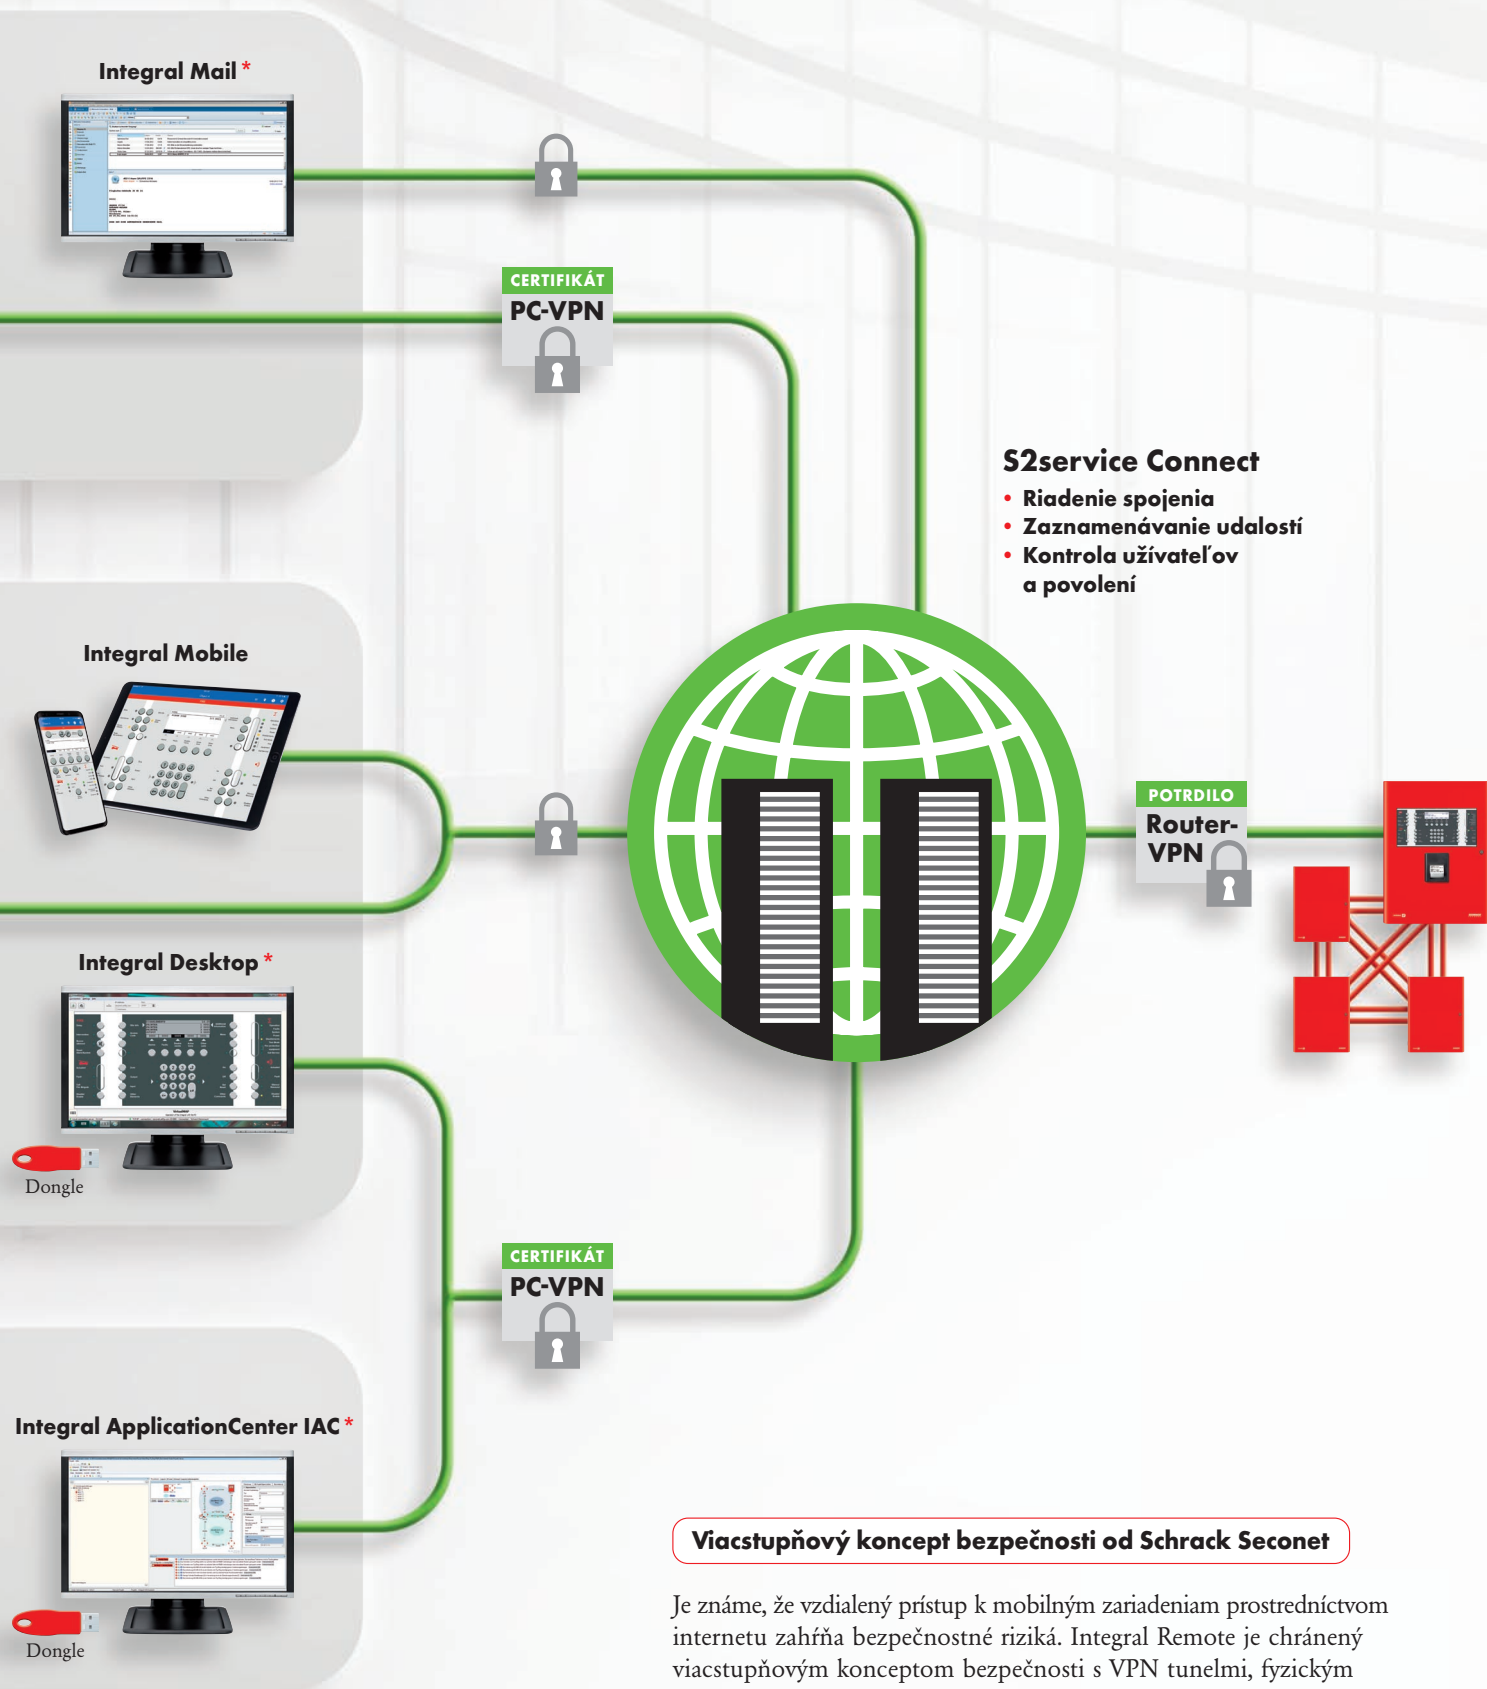 Integral Mail *
CERTIFIKÁT
PC-VPN
S2service Connect
• Riadenie spojenia
• Zaznamenávanie udalostí
• Kontrola užívateľov
a povolení
Integral Mobile
POTRDILO
Router-
VPN
Integral Desktop *
Dongle
CERTIFIKÁT
PC-VPN
Integral ApplicationCenter IAC *
Dongle
Viacstupňový koncept bezpečnosti od Schrack Seconet
Je známe, že vzdialený prístup k mobilným zariadeniam prostredníctvom
internetu zahŕňa bezpečnostné riziká. Integral Remote je chránený
viacstupňovým konceptom bezpečnosti s VPN tunelmi, fyzickým